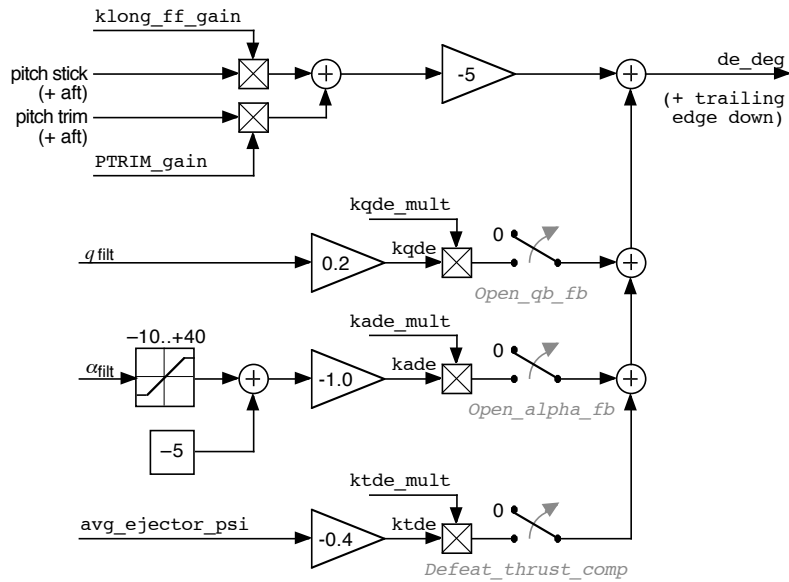 klong_ff_gain
pitch stick
(+ aft)
pitch trim
(+ aft)
PTRIM_gain
-5
de_deg
(+ trailing
edge down)
kqde_mult
q filt
0.2
kqde
0
Open_qb_fb
−10..+40
αfilt
-1.0
kade_mult
kade
0
Open_alpha_fb
−5
ktde_mult
avg_ejector_psi
-0.4
ktde
0
Defeat_thrust_comp